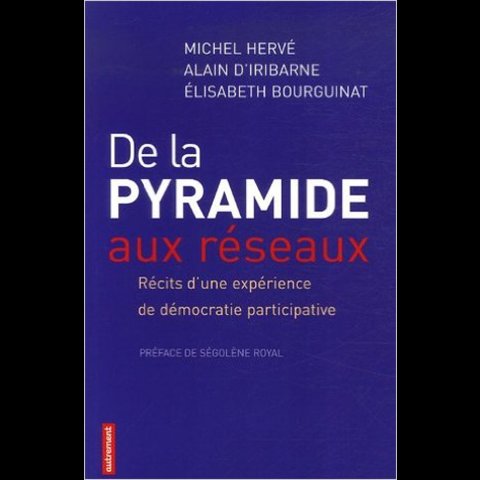 MICHEL HERVÉ
ALAIN D'IRIBARNE
ÉLISABETH BOURGUINAT
De la
PYRAMIDE
aux réseaux
Récits d'une expérience
de démocratie participative
PRÉFACE DE SÉGOLÈNE ROYAL
autrement